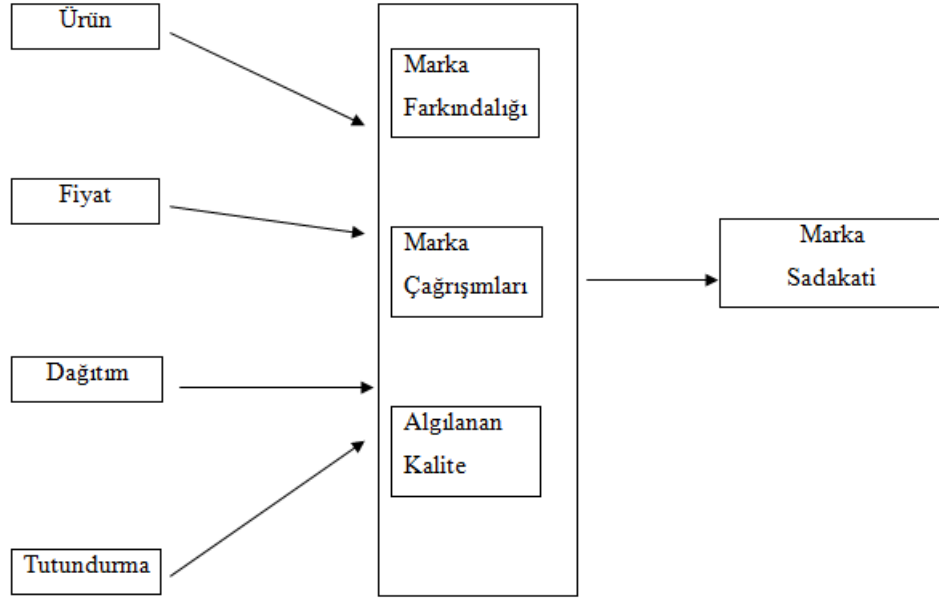 Ürün
Fiyat
Dağıtım
Tutundurma
Marka
Farkındalığı
Marka
Çağrışımları
Algılanan
Kalite
Marka
Sadakati